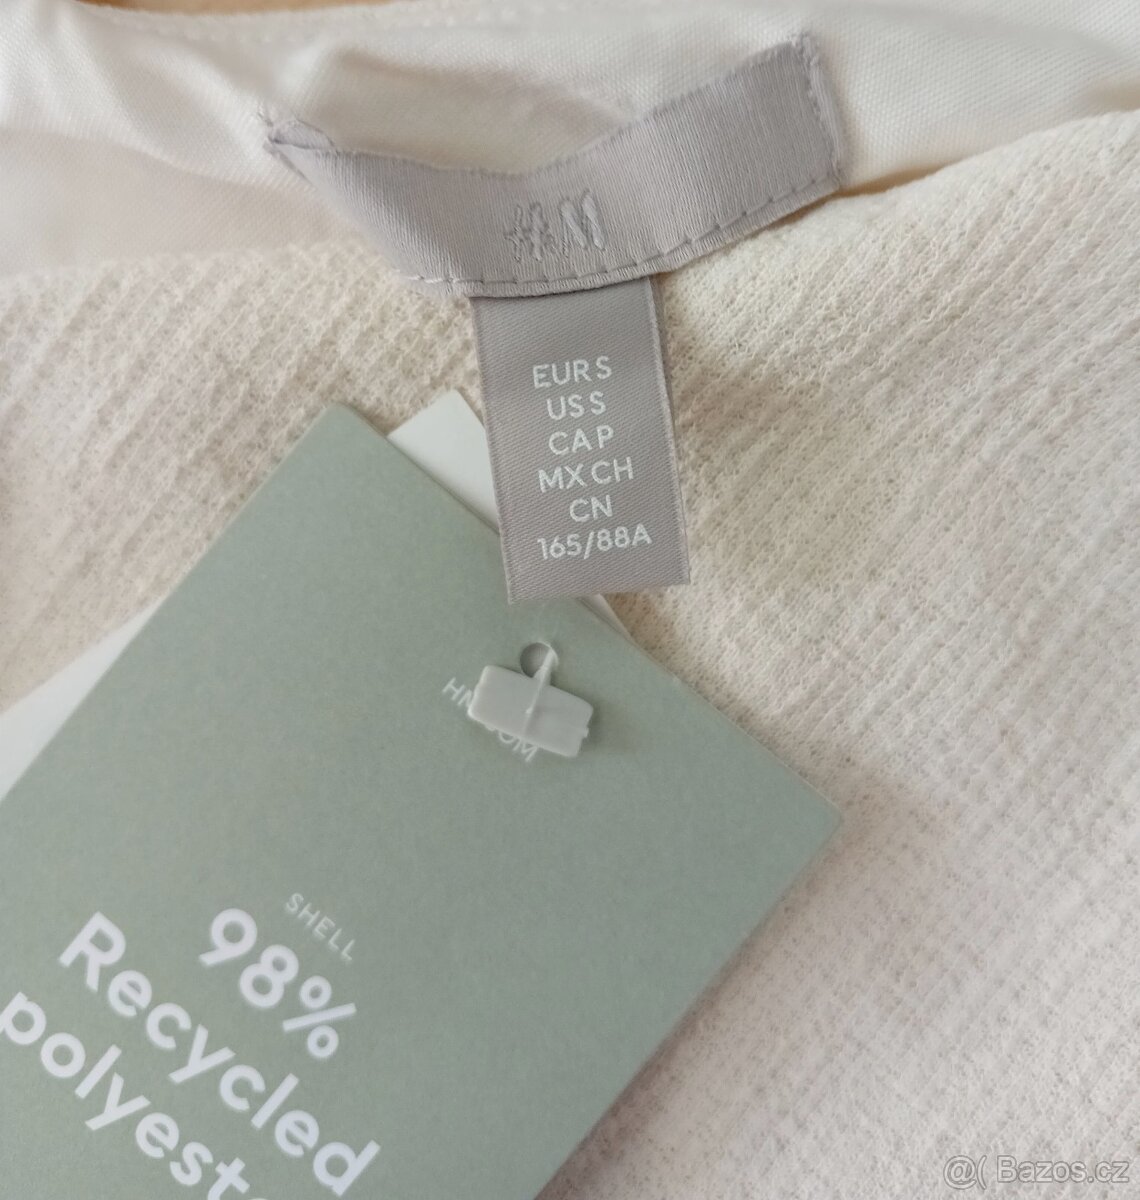 H&M
EUR S
US S
CA P
MX CH
CN
165/88A
SHELL
98%
Recycled
@( Bazos.cz